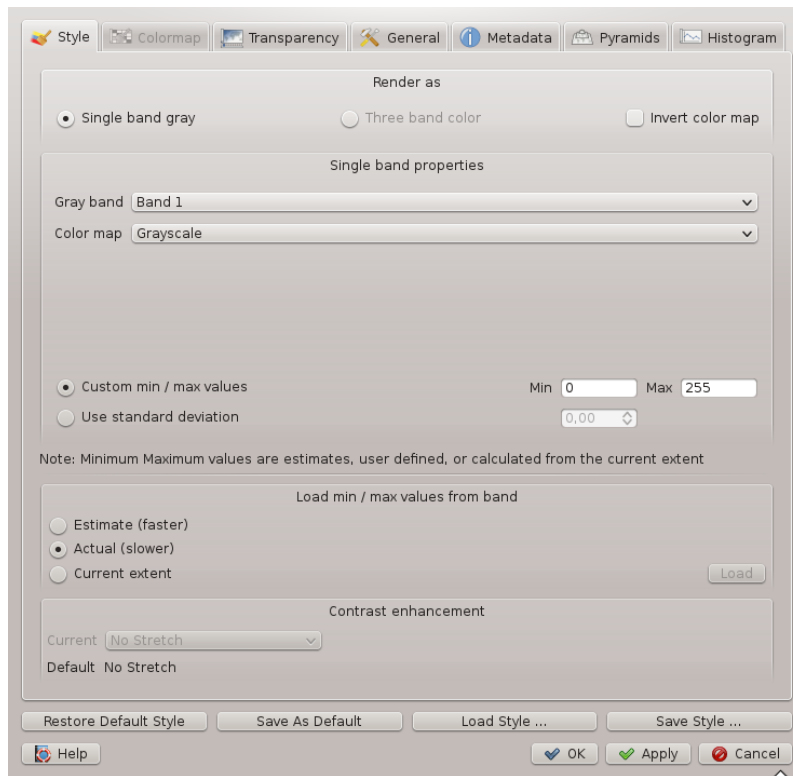 Style Colormap Transparency General Metadata Pyramids Histogram
Render as
Single band gray Three band color Invert color map
Single band properties
Gray band Band 1
Color map Grayscale
Custom min / max values Min 0 Max 255
Use standard deviation 0,00
Note: Minimum Maximum values are estimates, user defined, or calculated from the current extent
Load min / max values from band
Estimate (faster)
Actual (slower)
Current extent Load
Contrast enhancement
Current No Stretch
Default No Stretch
Restore Default Style Save As Default Load Style ... Save Style ...
Help OK Apply Cancel